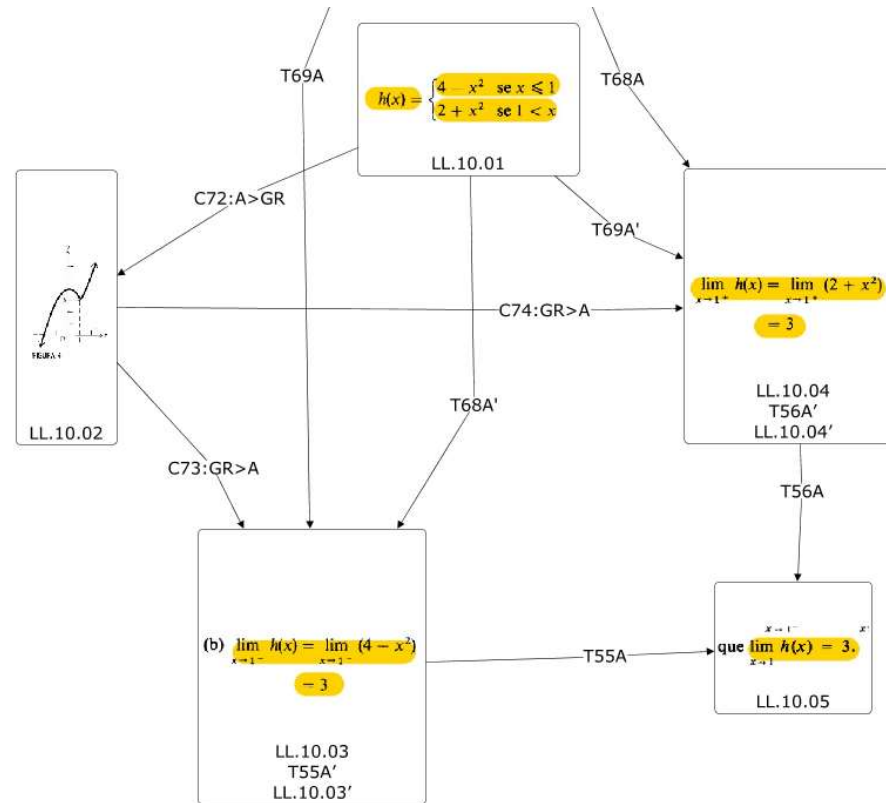 T69A
T68A
h(x) = { 4 − x² se x ⩽ 1
2 + x² se 1 < x
LL.10.01
C72:A>GR
T69A'
FIGURA 4
LL.10.02
C74:GR>A
lim h(x) = lim (2 + x²)
x→1⁺ x→1⁺
= 3
LL.10.04
T56A′
LL.10.04′
T68A'
C73:GR>A
T56A
(b) lim h(x) = lim (4 − x²)
x→1⁻ x→1⁻
= 3
LL.10.03
T55A′
LL.10.03′
T55A
x→1⁻
que lim h(x) = 3.
x→1
LL.10.05